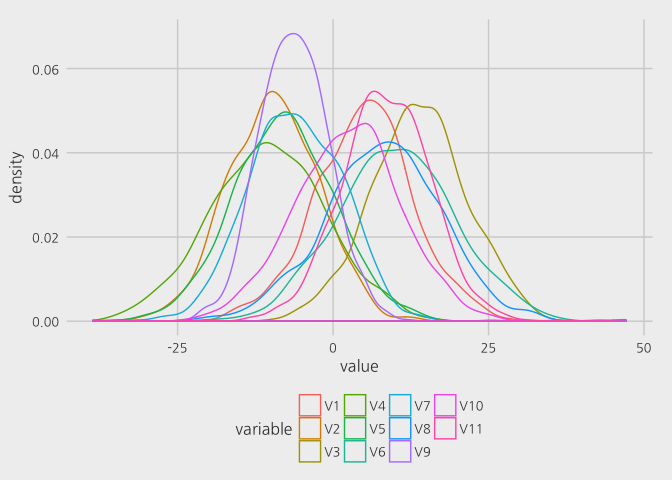 0.06
0.04
0.02
0.00
density
-25 0 25 50
value
variable
V1 V4 V7 V10
V2 V5 V8 V11
V3 V6 V9